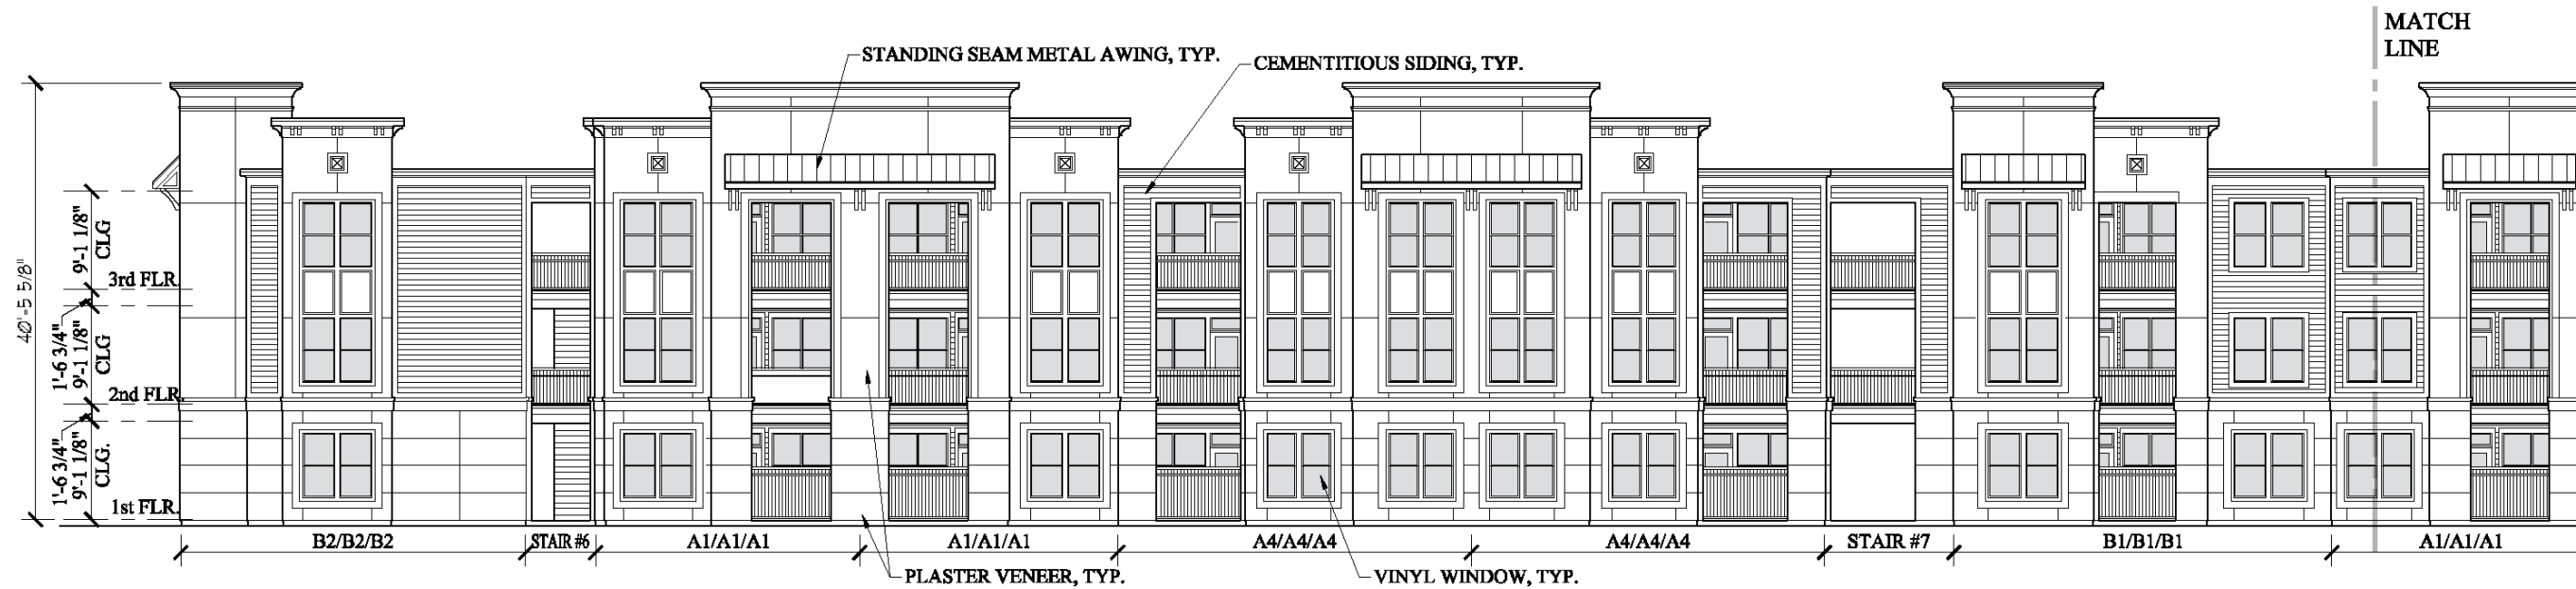 MATCH
LINE
STANDING SEAM METAL AWING, TYP.
CEMENTITIOUS SIDING, TYP.
40'-5 5/8"
9'-1 1/8"
CLG
3rd FLR.
1'-6 3/4"
9'-1 1/8"
CLG
2nd FLR.
1'-6 3/4"
9'-1 1/8"
CLG.
1st FLR.
B2/B2/B2
STAIR #6
A1/A1/A1
A1/A1/A1
A4/A4/A4
A4/A4/A4
STAIR #7
B1/B1/B1
A1/A1/A1
PLASTER VENEER, TYP.
VINYL WINDOW, TYP.